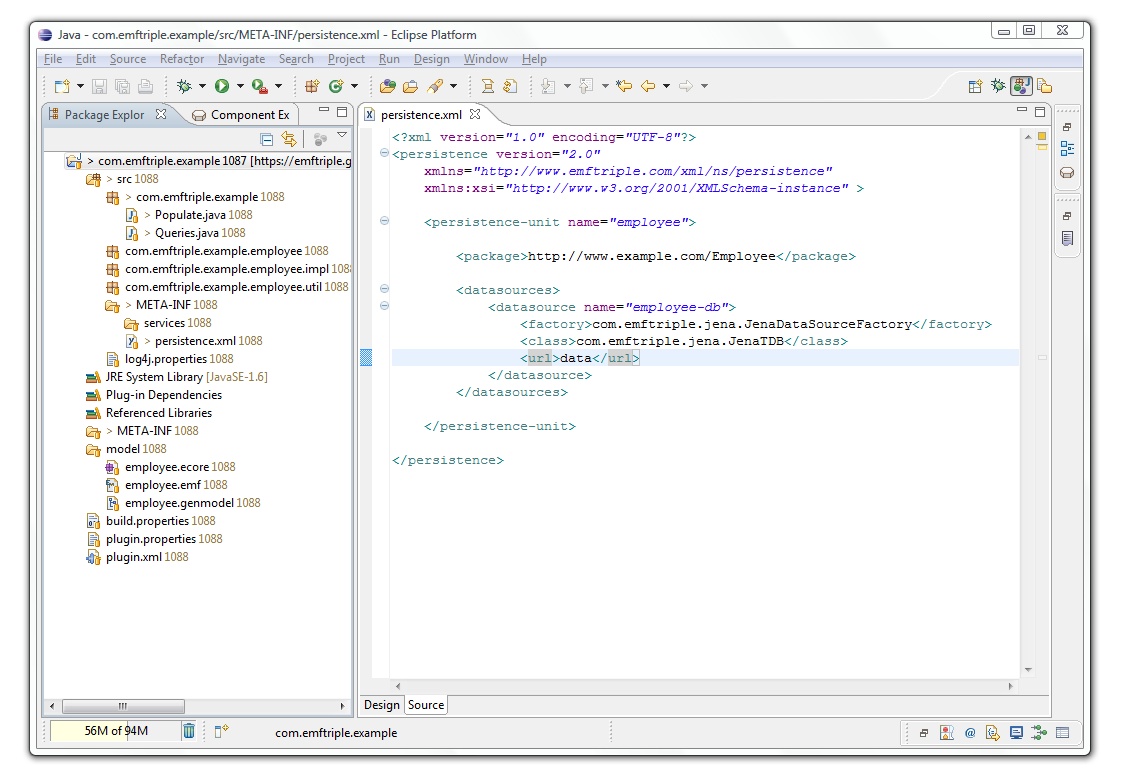 Java - com.emftriple.example/src/META-INF/persistence.xml - Eclipse Platform
File Edit Source Refactor Navigate Search Project Run Design Window Help
Package Explor Component Ex
> com.emftriple.example 1087 [https://emftriple.g
> src 1088
> com.emftriple.example 1088
> Populate.java 1088
> Queries.java 1088
com.emftriple.example.employee 1088
com.emftriple.example.employee.impl 108
com.emftriple.example.employee.util 1088
> META-INF 1088
services 1088
> persistence.xml 1088
log4j.properties 1088
JRE System Library [JavaSE-1.6]
Plug-in Dependencies
Referenced Libraries
> META-INF 1088
model 1088
employee.ecore 1088
employee.emf 1088
employee.genmodel 1088
build.properties 1088
plugin.properties 1088
plugin.xml 1088
persistence.xml
<?xml version="1.0" encoding="UTF-8"?>
<persistence version="2.0"
xmlns="http://www.emftriple.com/xml/ns/persistence"
xmlns:xsi="http://www.w3.org/2001/XMLSchema-instance" >
<persistence-unit name="employee">
<package>http://www.example.com/Employee</package>
<datasources>
<datasource name="employee-db">
<factory>com.emftriple.jena.JenaDataSourceFactory</factory>
<class>com.emftriple.jena.JenaTDB</class>
<url>data</url>
</datasource>
</datasources>
</persistence-unit>
</persistence>
Design Source
56M of 94M com.emftriple.example